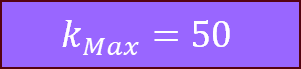 k_Max = 50